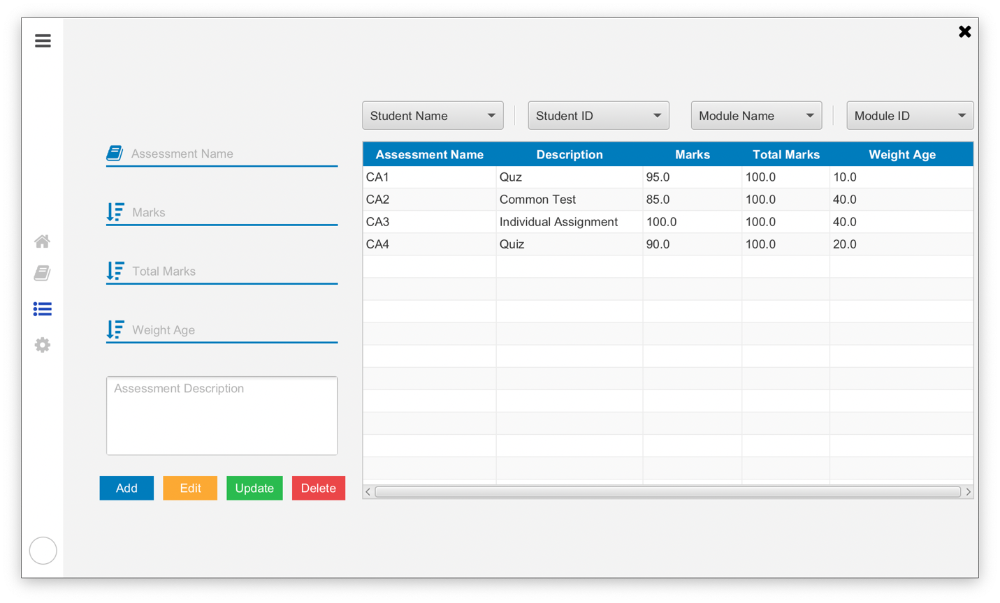 Student Name Student ID Module Name Module ID
Assessment Name
Marks
Total Marks
Weight Age
Assessment Description
Add Edit Update Delete
Assessment Name Description Marks Total Marks Weight Age
CA1 Quz 95.0 100.0 10.0
CA2 Common Test 85.0 100.0 40.0
CA3 Individual Assignment 100.0 100.0 40.0
CA4 Quiz 90.0 100.0 20.0